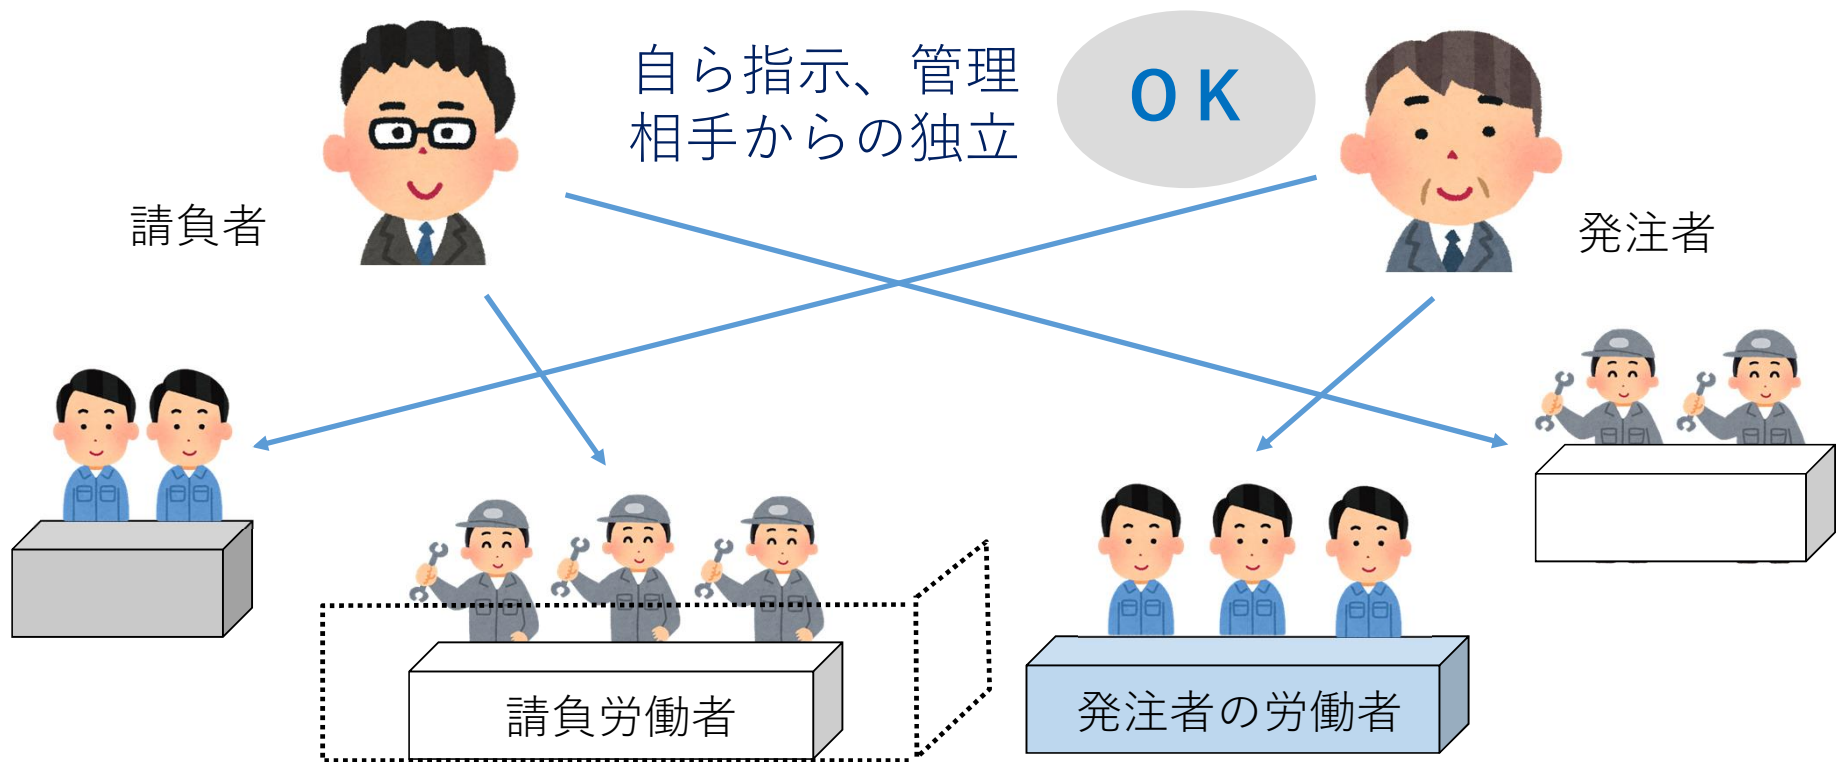 自ら指示、管理
相手からの独立
ＯＫ
請負者
発注者
請負労働者
発注者の労働者